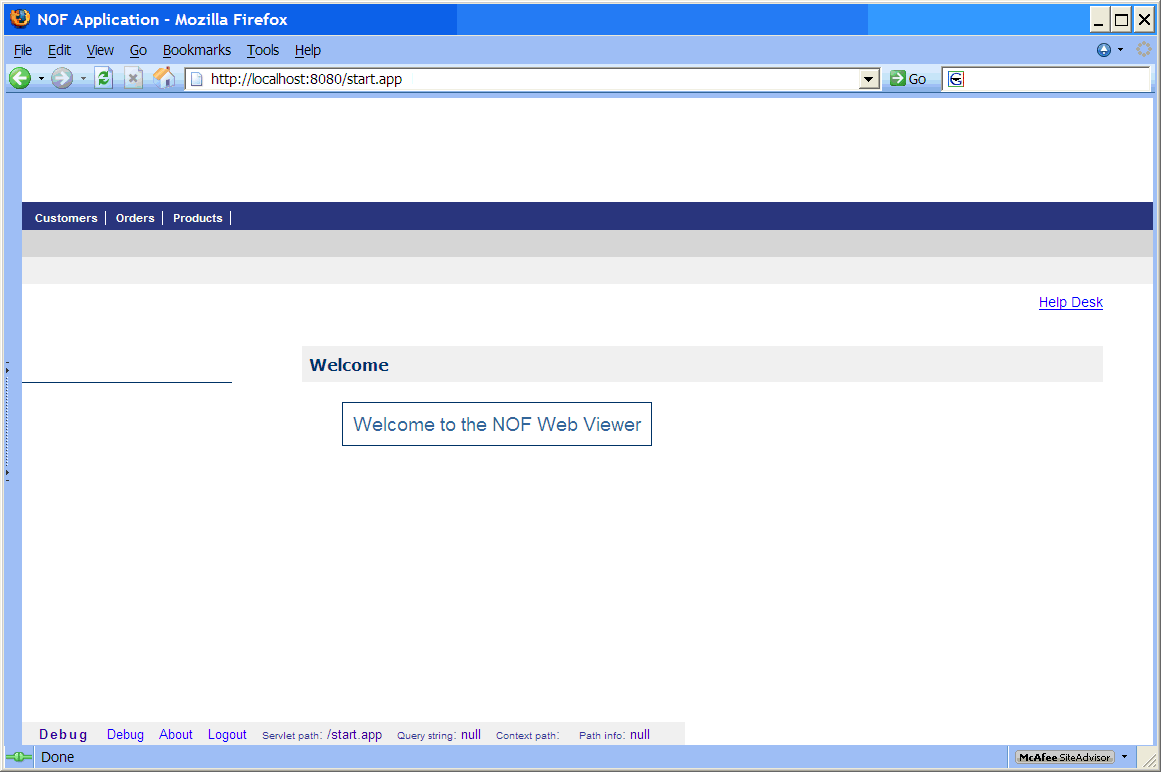 NOF Application - Mozilla Firefox
File Edit View Go Bookmarks Tools Help
http://localhost:8080/start.app Go
Customers Orders Products
Help Desk
Welcome
Welcome to the NOF Web Viewer
Debug Debug About Logout Servlet path: /start.app Query string: null Context path: Path info: null
Done McAfee SiteAdvisor